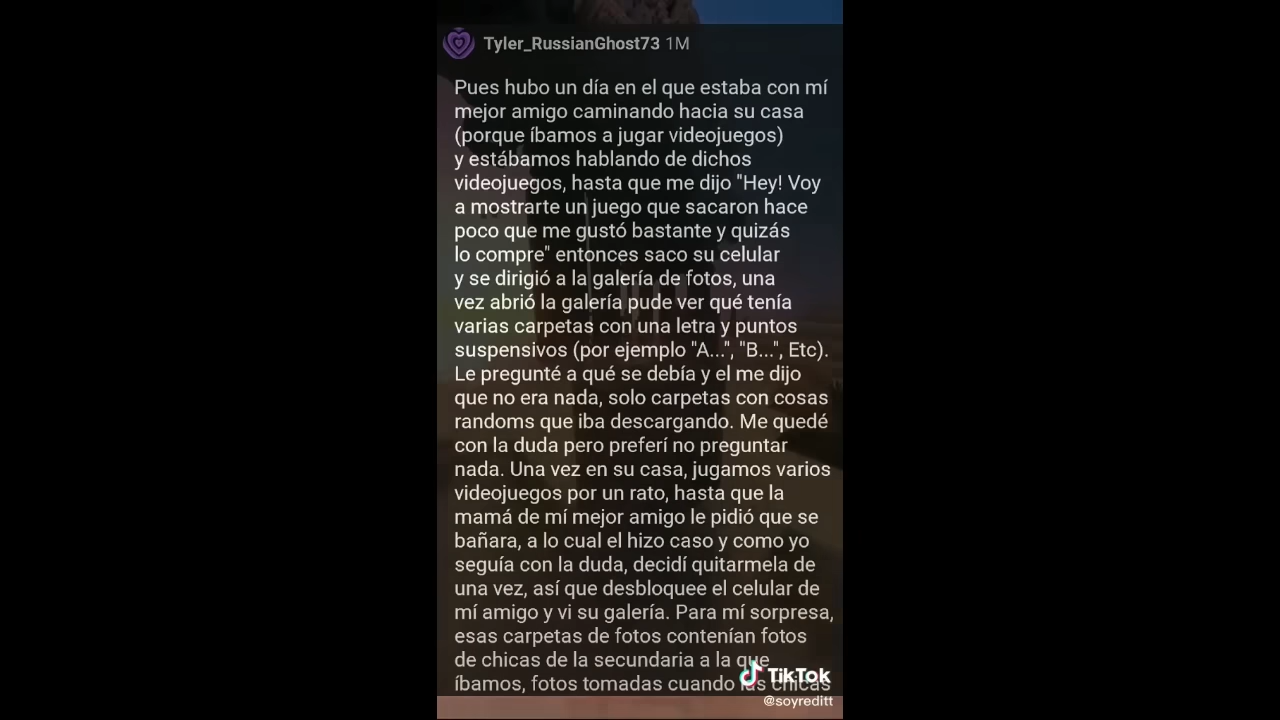 Tyler_RussianGhost73 1M
Pues hubo un día en el que estaba con mí
mejor amigo caminando hacia su casa
(porque íbamos a jugar videojuegos)
y estábamos hablando de dichos
videojuegos, hasta que me dijo "Hey! Voy
a mostrarte un juego que sacaron hace
poco que me gustó bastante y quizás
lo compre" entonces saco su celular
y se dirigió a la galería de fotos, una
vez abrió la galería pude ver qué tenía
varias carpetas con una letra y puntos
suspensivos (por ejemplo "A...", "B...", Etc).
Le pregunté a qué se debía y el me dijo
que no era nada, solo carpetas con cosas
randoms que iba descargando. Me quedé
con la duda pero preferí no preguntar
nada. Una vez en su casa, jugamos varios
videojuegos por un rato, hasta que la
mamá de mí mejor amigo le pidió que se
bañara, a lo cual el hizo caso y como yo
seguía con la duda, decidí quitarmela de
una vez, así que desbloquee el celular de
mí amigo y vi su galería. Para mí sorpresa,
esas carpetas de fotos contenían fotos
de chicas de la secundaria a la que
íbamos, fotos tomadas cuando las chicas
TikTok
@soyreditt